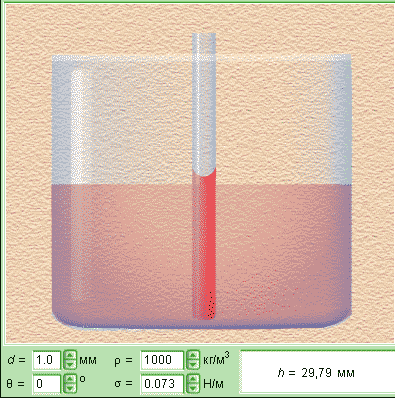 d = 1.0 мм ρ = 1000 кг/м³
θ = 0 ° σ = 0.073 Н/м
h = 29,79 мм